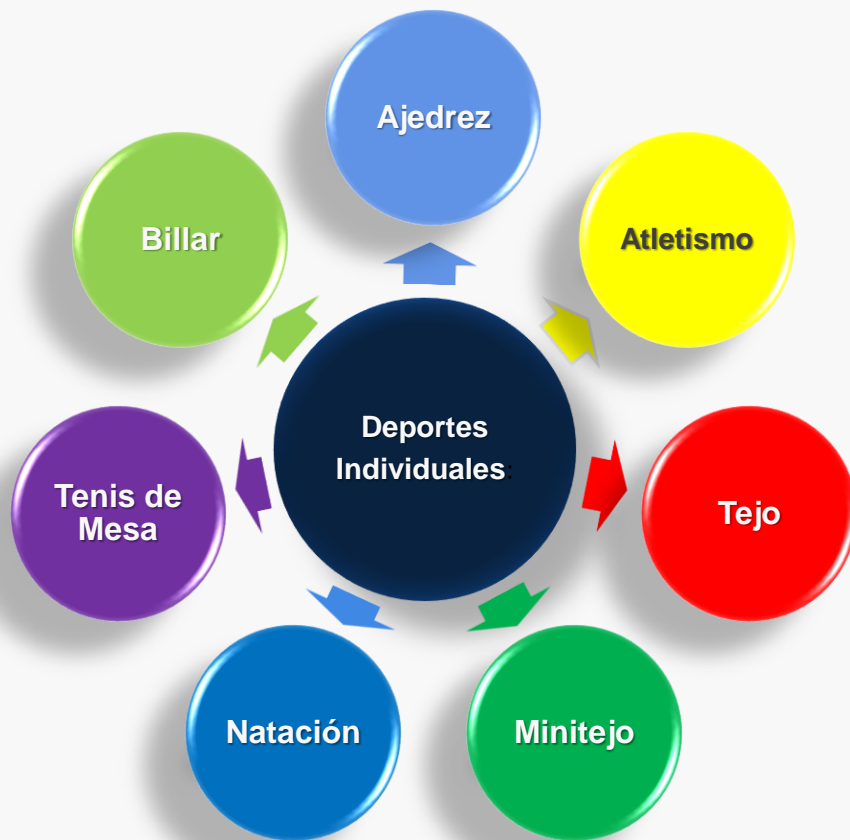 Ajedrez
Billar
Atletismo
Deportes
Individuales:
Tenis de
Mesa
Tejo
Natación
Minitejo